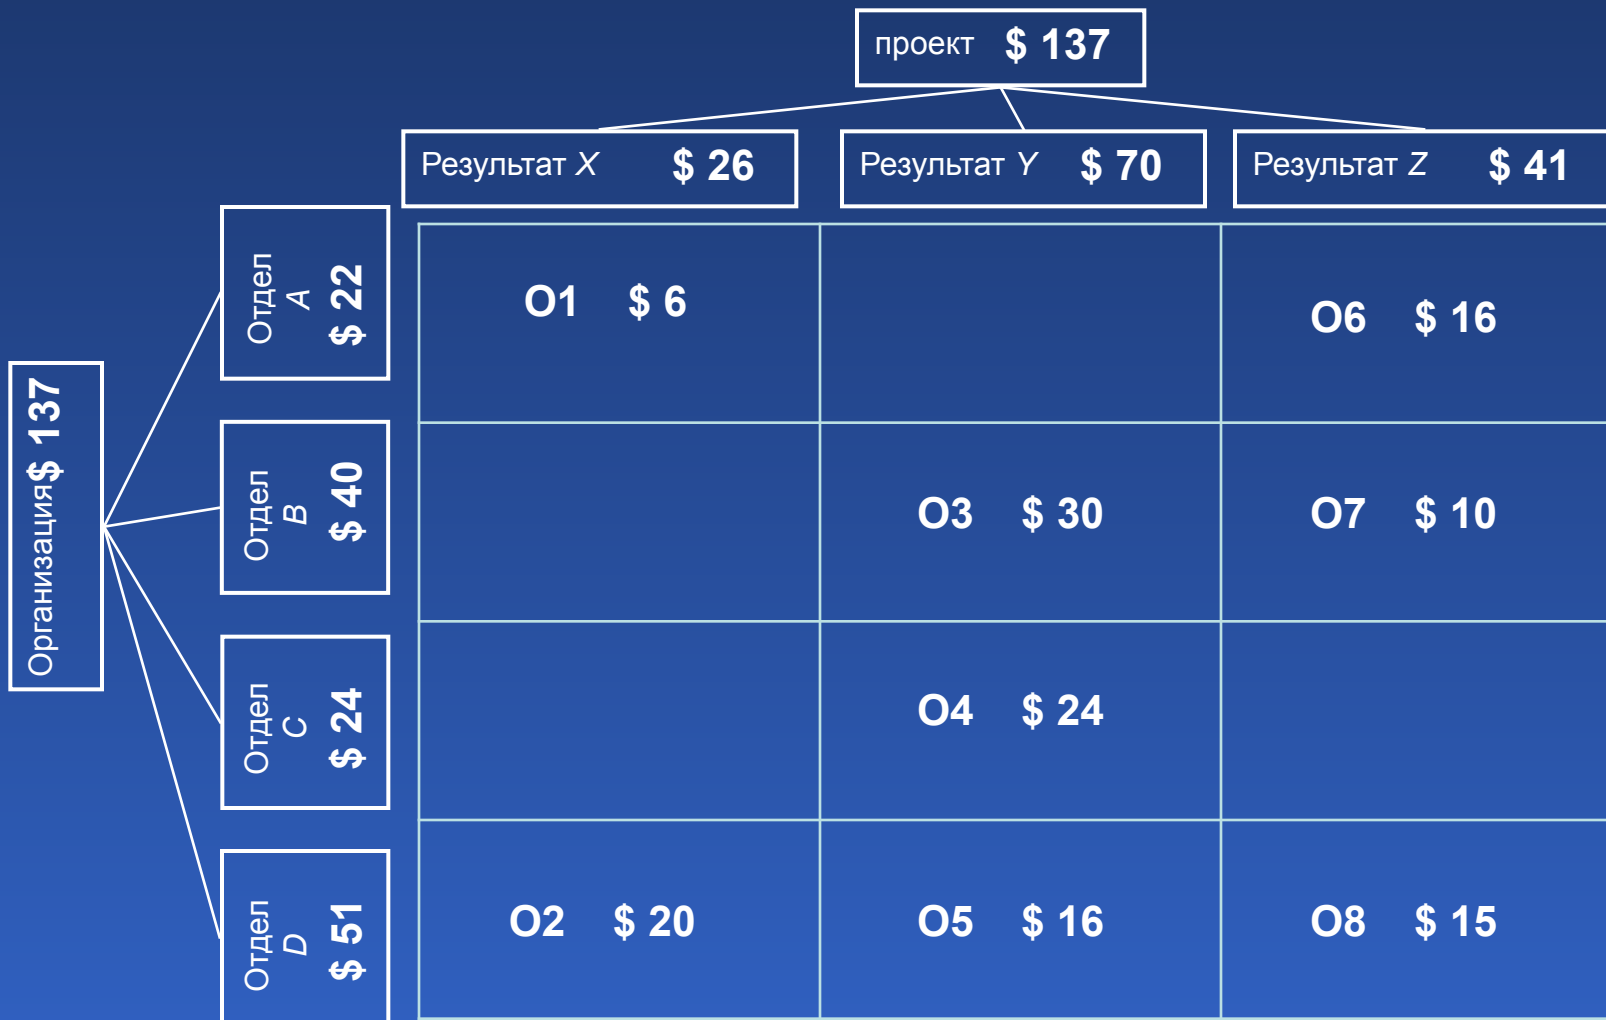 проект $ 137
Результат X $ 26
Результат Y $ 70
Результат Z $ 41
Организация $ 137
Отдел
A
$ 22
O1 $ 6
O6 $ 16
Отдел
B
$ 40
O3 $ 30
O7 $ 10
Отдел
C
$ 24
O4 $ 24
Отдел
D
$ 51
O2 $ 20
O5 $ 16
O8 $ 15